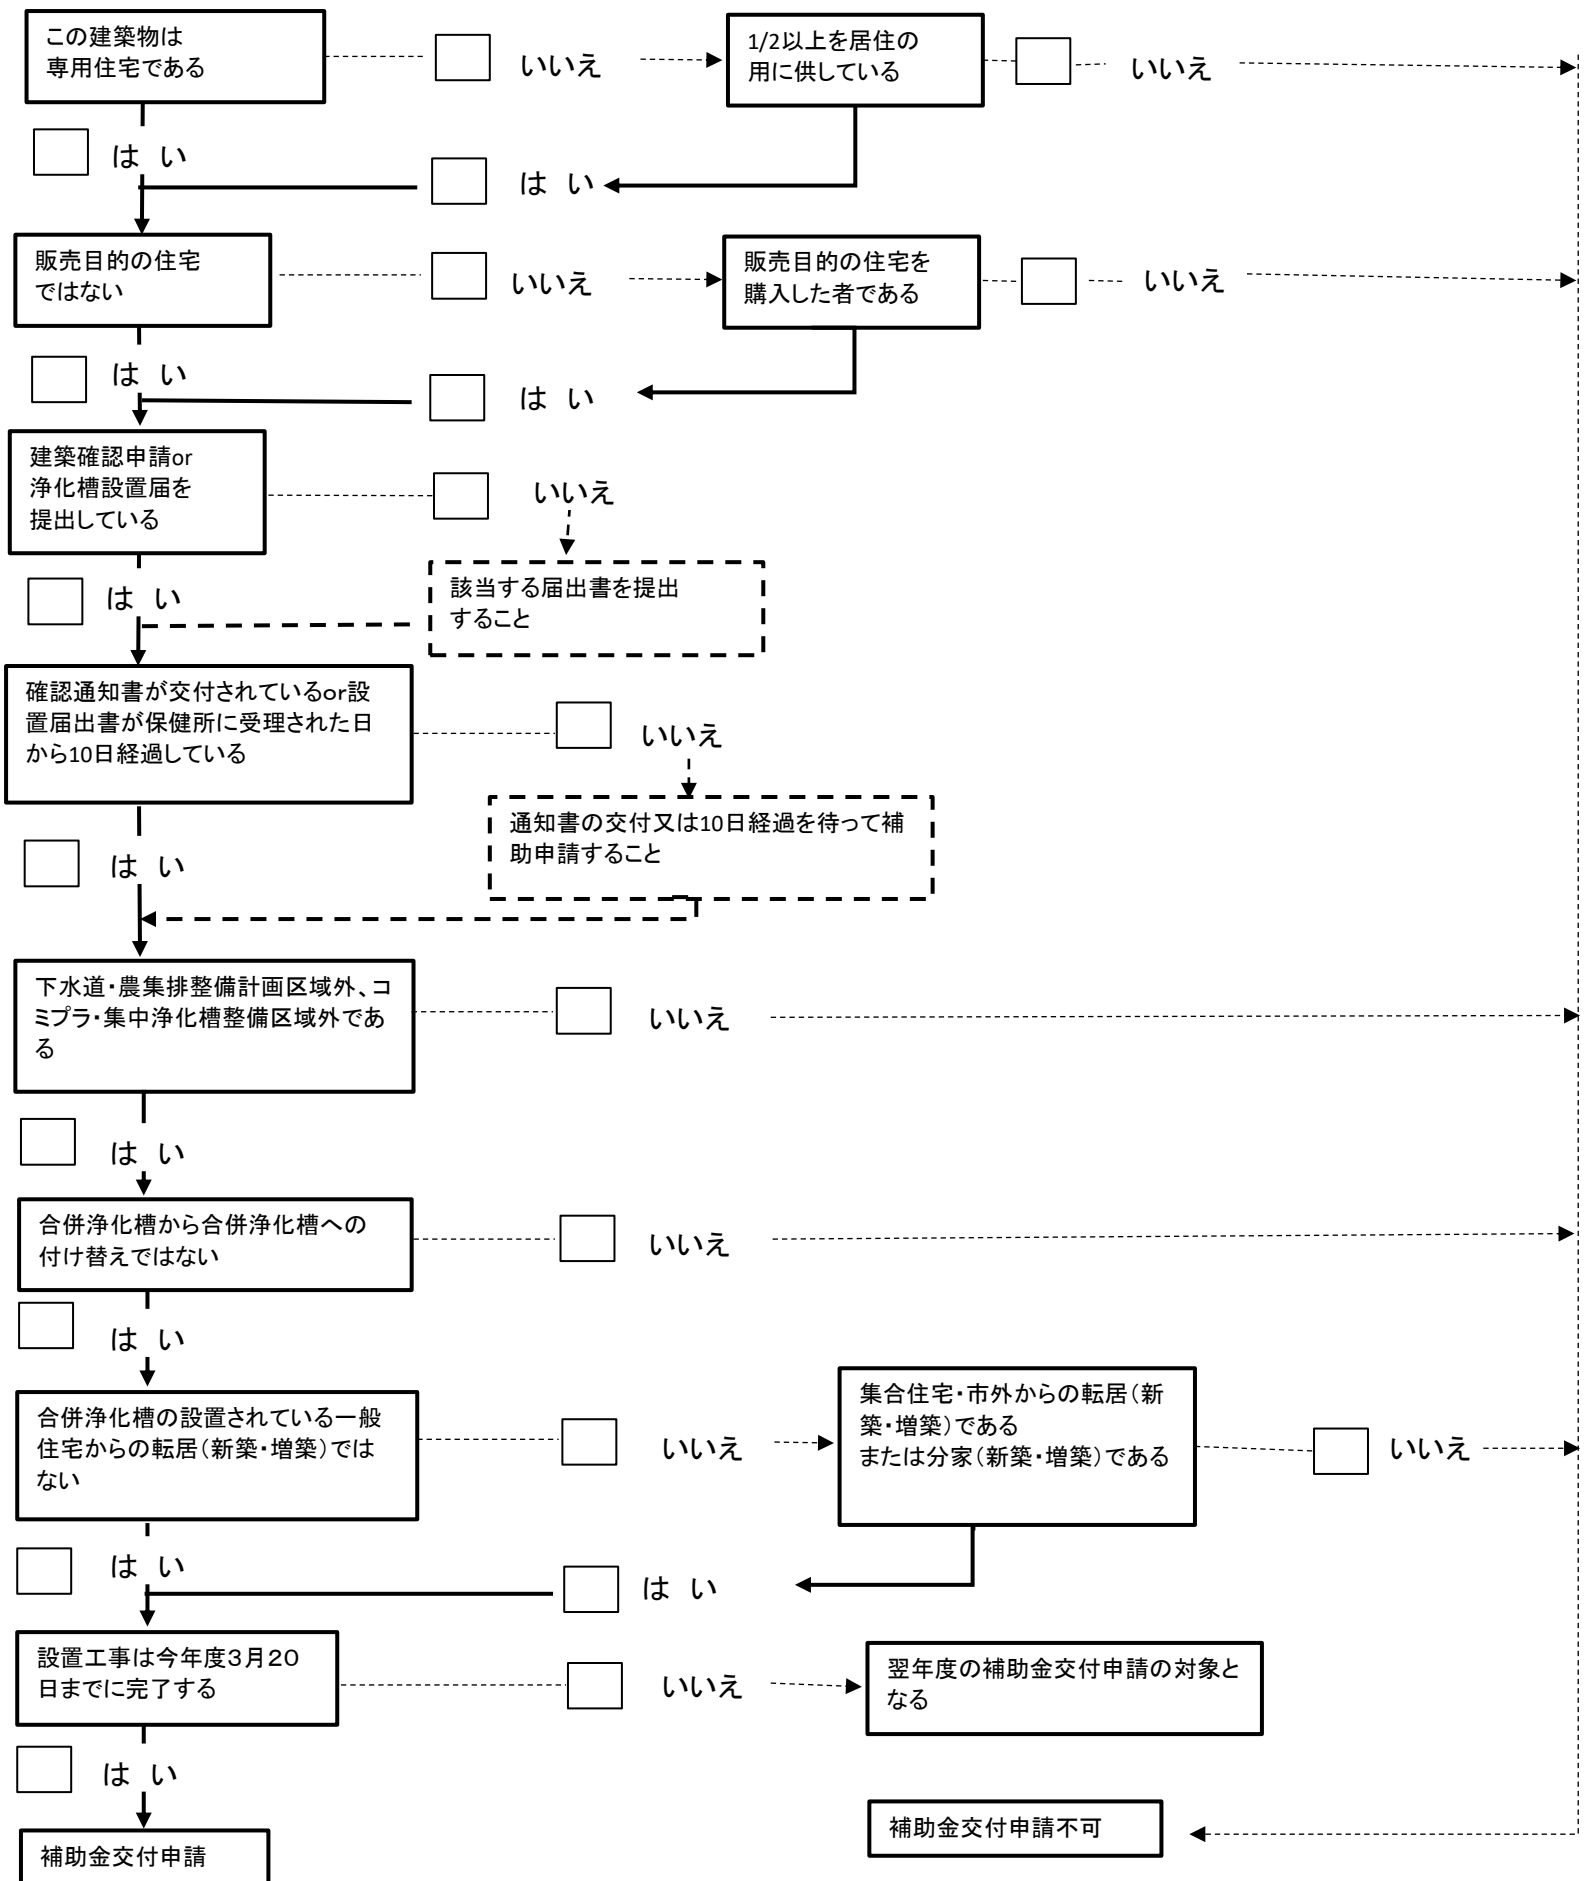 この建築物は
専用住宅である
いいえ
1/2以上を居住の
用に供している
いいえ
は い
は い
販売目的の住宅
ではない
いいえ
販売目的の住宅を
購入した者である
いいえ
は い
は い
建築確認申請or
浄化槽設置届を
提出している
いいえ
該当する届出書を提出
すること
は い
確認通知書が交付されているor設
置届出書が保健所に受理された日
から10日経過している
いいえ
通知書の交付又は10日経過を待って補
助申請すること
は い
下水道・農集排整備計画区域外、コ
ミプラ・集中浄化槽整備区域外であ
る
いいえ
は い
合併浄化槽から合併浄化槽への
付け替えではない
いいえ
は い
合併浄化槽の設置されている一般
住宅からの転居（新築・増築）では
ない
いいえ
集合住宅・市外からの転居（新
築・増築）である
または分家（新築・増築）である
いいえ
は い
は い
設置工事は今年度３月２０
日までに完了する
いいえ
翌年度の補助金交付申請の対象と
なる
は い
補助金交付申請不可
補助金交付申請